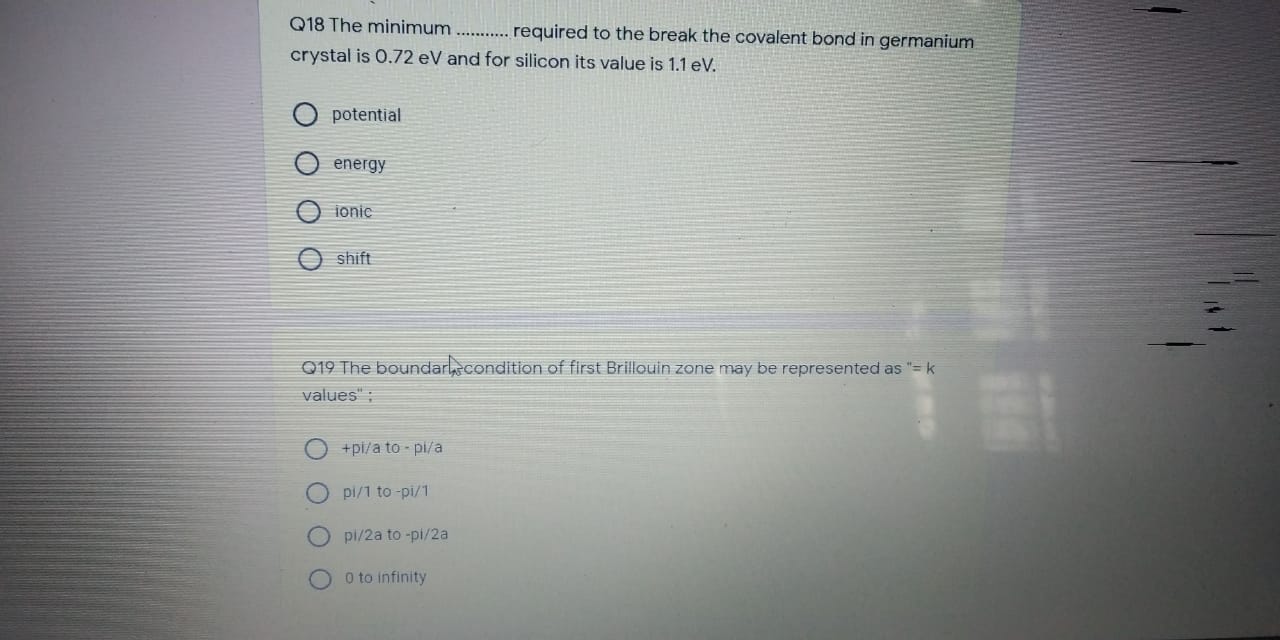 Q18 The minimum ........... required to the break the covalent bond in germanium
crystal is 0.72 eV and for silicon its value is 1.1 eV.
potential
energy
ionic
shift
Q19 The boundary condition of first Brillouin zone may be represented as "= k
values" ;
+pi/a to - pi/a
pi/1 to -pi/1
pi/2a to -pi/2a
0 to infinity